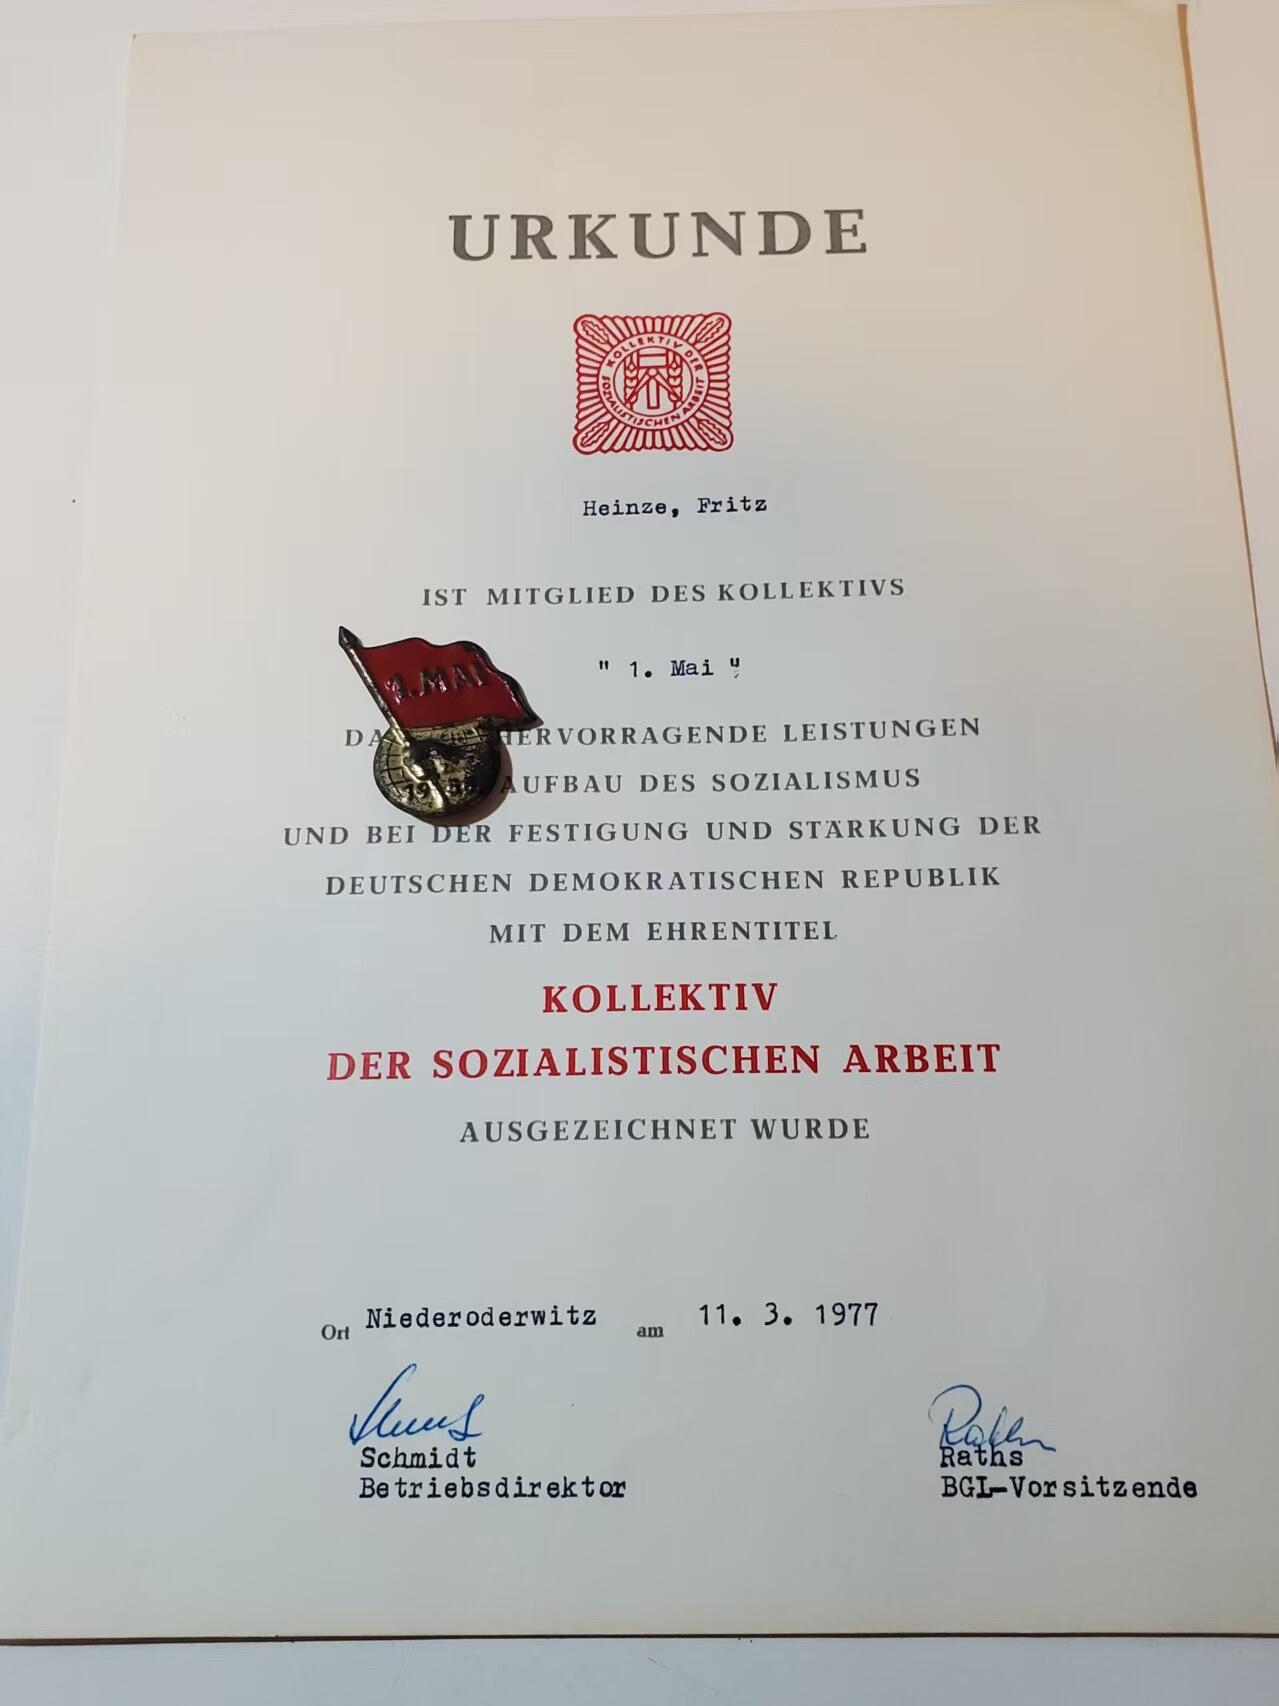 URKUNDE
KOLLEKTIV DER
SOZIALISTISCHEN ARBEIT
Heinze, Fritz
IST MITGLIED DES KOLLEKTIVS
" 1. Mai "
1. MAI
HERVORRAGENDE LEISTUNGEN
19
AUFBAU DES SOZIALISMUS
UND BEI DER FESTIGUNG UND STÄRKUNG DER
DEUTSCHEN DEMOKRATISCHEN REPUBLIK
MIT DEM EHRENTITEL
KOLLEKTIV
DER SOZIALISTISCHEN ARBEIT
AUSGEZEICHNET WURDE
Ort Niederoderwitz am 11. 3. 1977
Schmidt Raths
Betriebsdirektor BGL-Vorsitzende